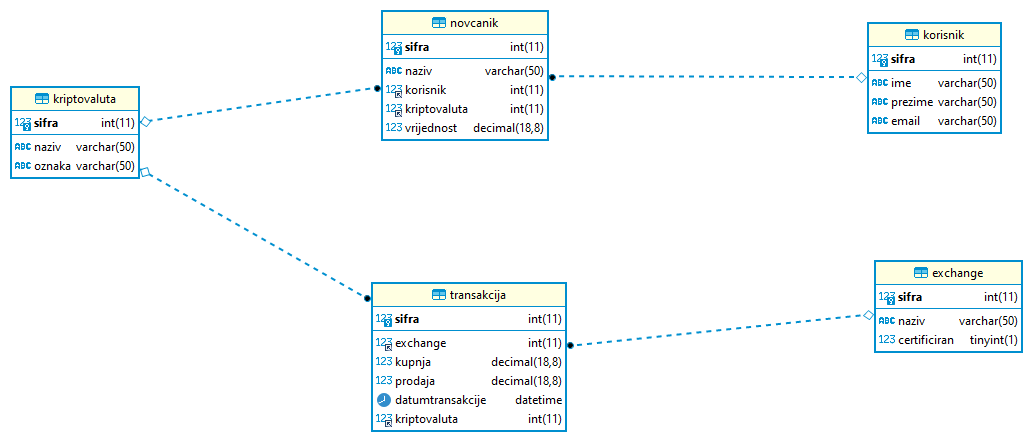 novcanik
123 sifra int(11)
ABC naziv varchar(50)
123 korisnik int(11)
123 kriptovaluta int(11)
123 vrijednost decimal(18,8)
korisnik
123 sifra int(11)
ABC ime varchar(50)
ABC prezime varchar(50)
ABC email varchar(50)
kriptovaluta
123 sifra int(11)
ABC naziv varchar(50)
ABC oznaka varchar(50)
transakcija
123 sifra int(11)
123 exchange int(11)
123 kupnja decimal(18,8)
123 prodaja decimal(18,8)
datumtransakcije datetime
123 kriptovaluta int(11)
exchange
123 sifra int(11)
ABC naziv varchar(50)
123 certificiran tinyint(1)